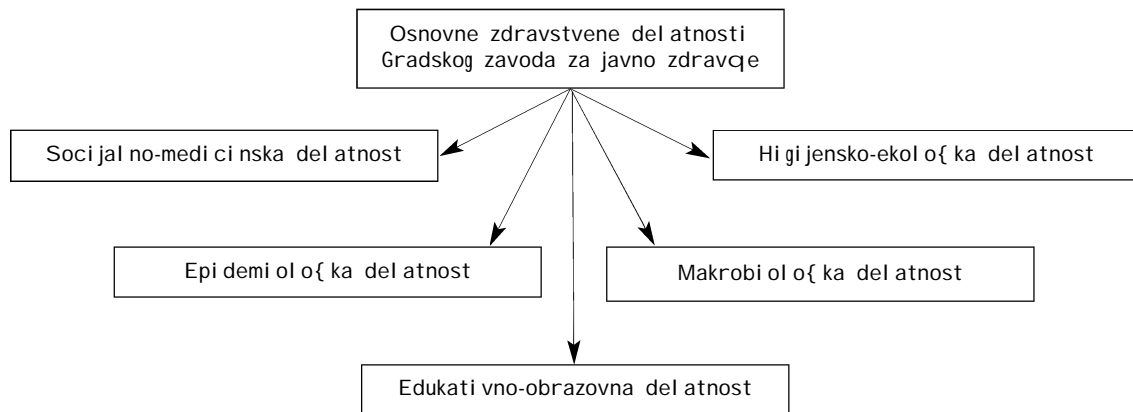 Osnovne zdravstvene delatnosti
Gradskog zavoda za javno zdravqe
Socijalno-medicinska delatnost
Higijensko-ekolo{ka delatnost
Epidemiolo{ka delatnost
Makrobiolo{ka delatnost
Edukativno-obrazovna delatnost